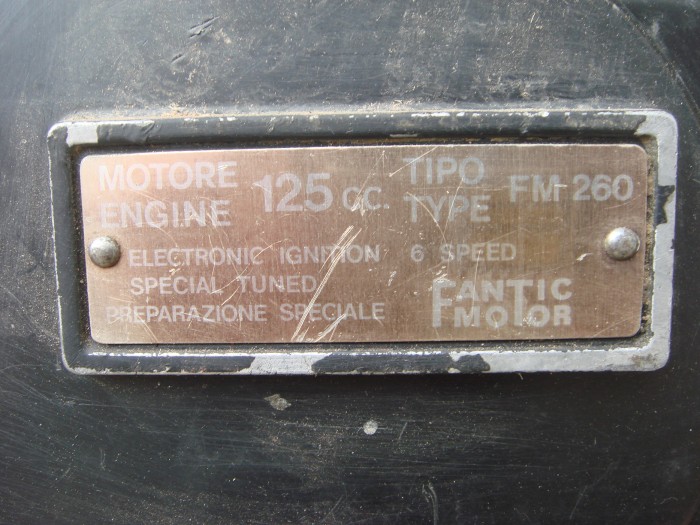 MOTORE 125 CC. TIPO FM 260
ENGINE TYPE
ELECTRONIC IGNITION 6 SPEED
SPECIAL TUNED
PREPARAZIONE SPECIALE
FANTIC
MOTOR